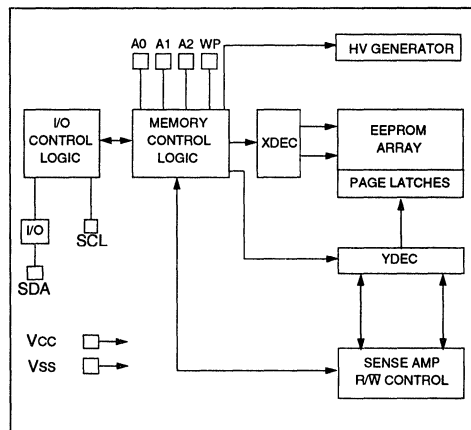 A0 A1 A2 WP
HV GENERATOR
I/O
CONTROL
LOGIC
MEMORY
CONTROL
LOGIC
XDEC
EEPROM
ARRAY
PAGE LATCHES
I/O
SCL
SDA
YDEC
Vcc
Vss
SENSE AMP
R/W̅ CONTROL